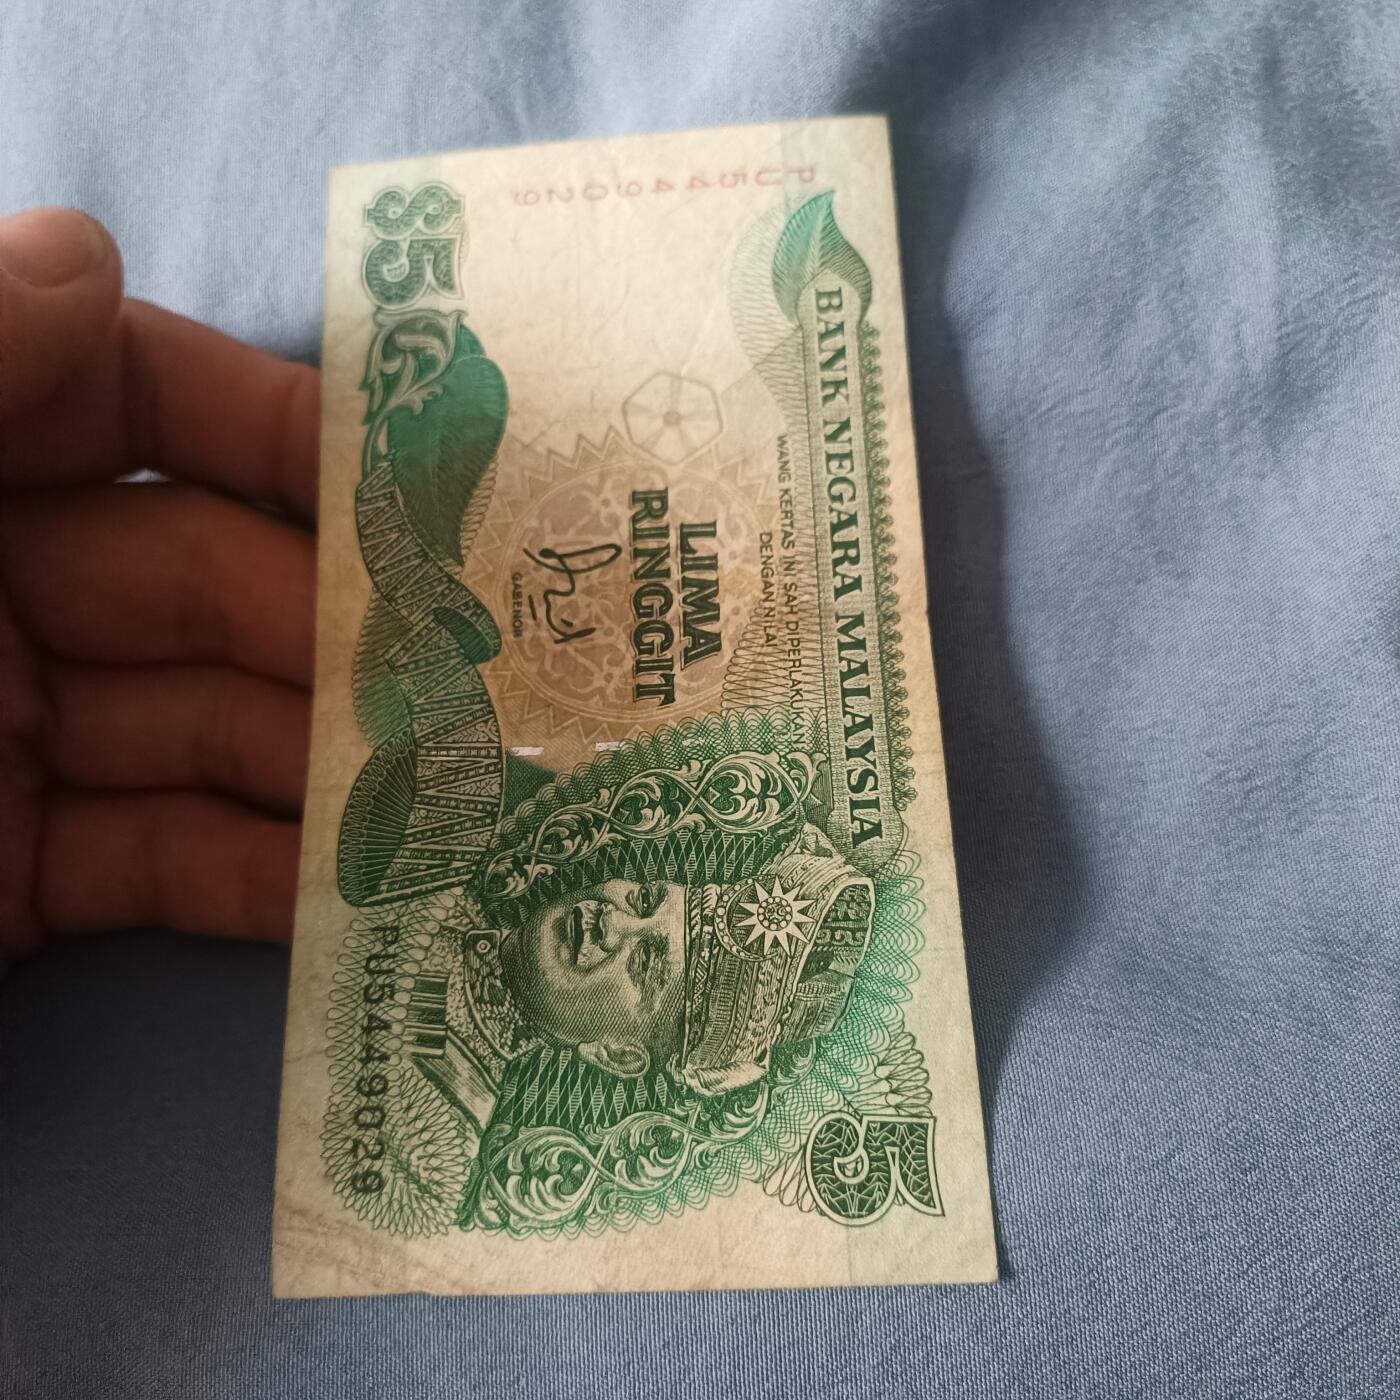 PU5449029
BANK NEGARA MALAYSIA
WANG KERTAS INI SAH DIPERLAKUKAN
DENGAN NILAI
LIMA
RINGGIT
GABENOR
$5
5
PU5449029